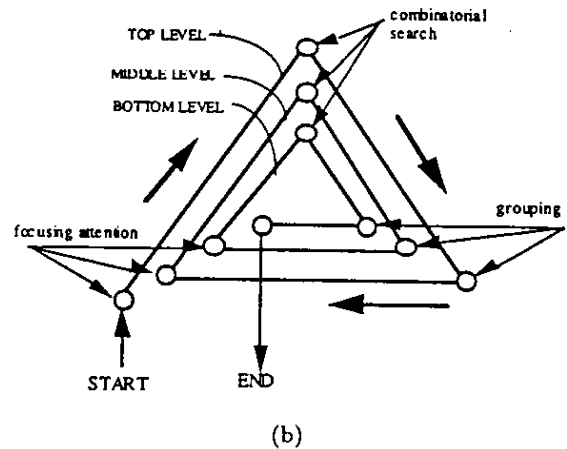 combinatorial
search
TOP LEVEL
MIDDLE LEVEL
BOTTOM LEVEL
focusing attention
grouping
START
END
(b)